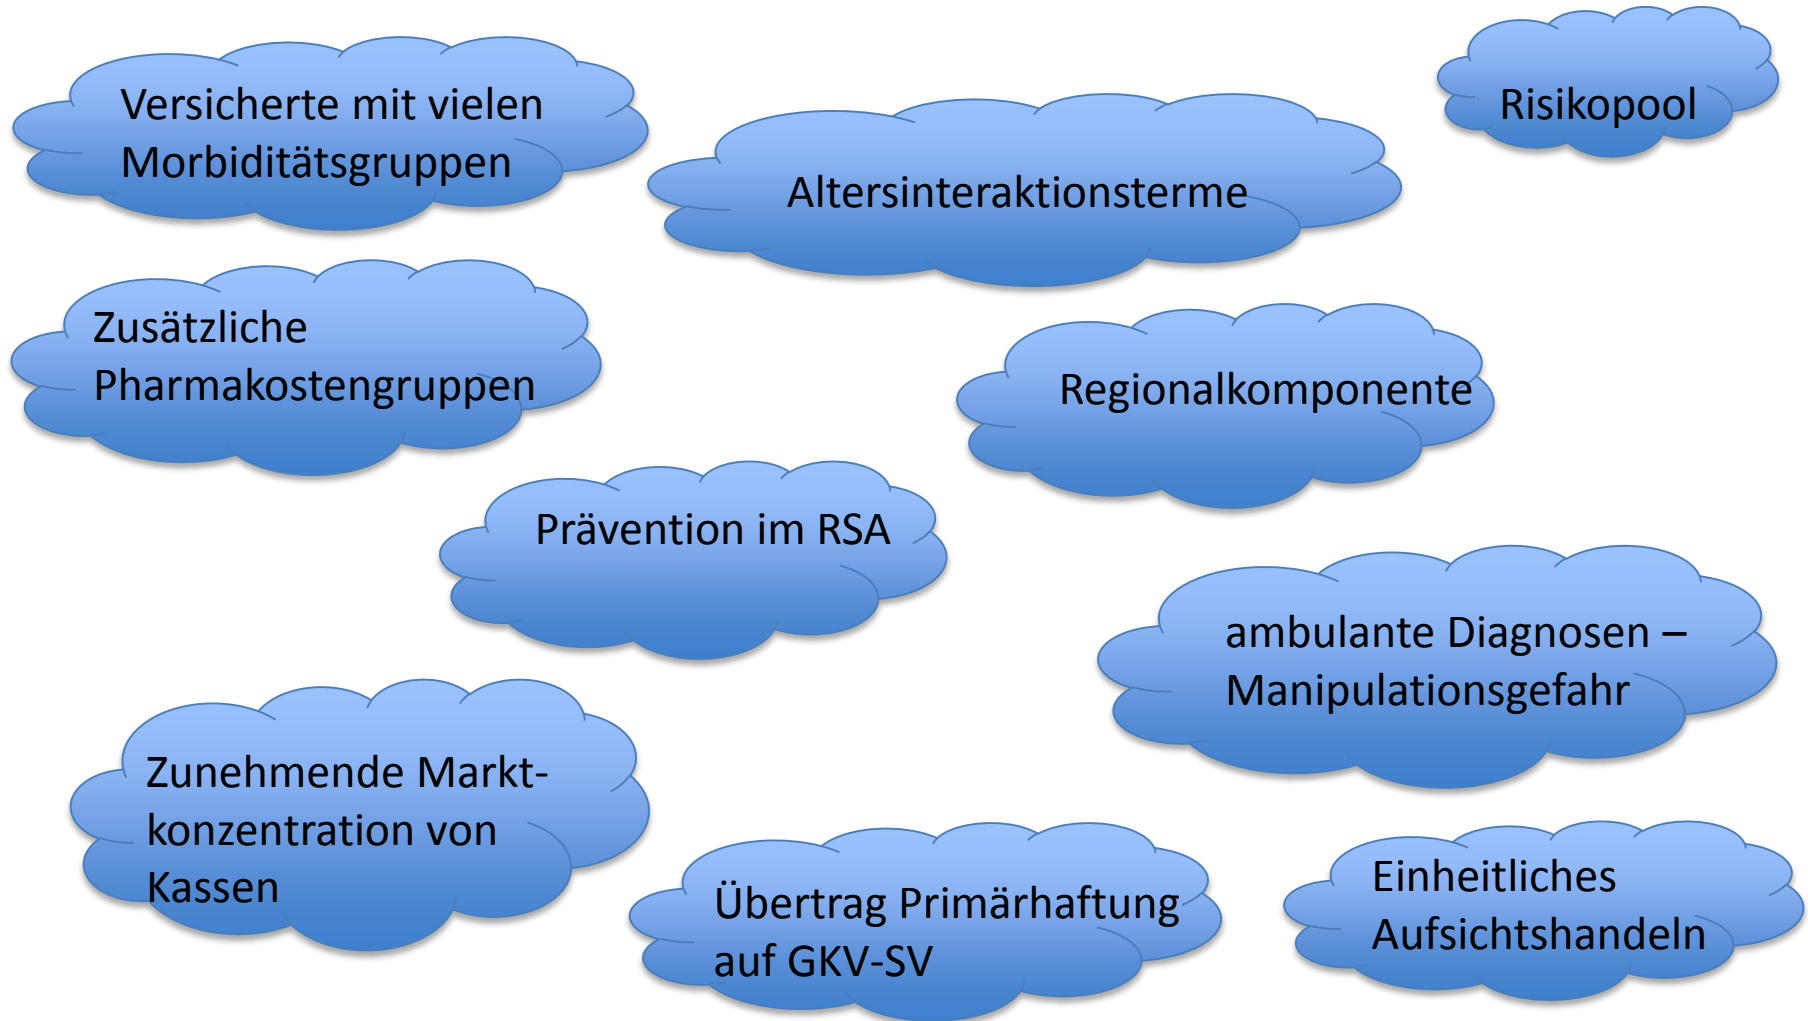 Versicherte mit vielen
Morbiditätsgruppen
Altersinteraktionsterme
Risikopool
Zusätzliche
Pharmakostengruppen
Regionalkomponente
Prävention im RSA
ambulante Diagnosen –
Manipulationsgefahr
Zunehmende Markt-
konzentration von
Kassen
Übertrag Primärhaftung
auf GKV-SV
Einheitliches
Aufsichtshandeln